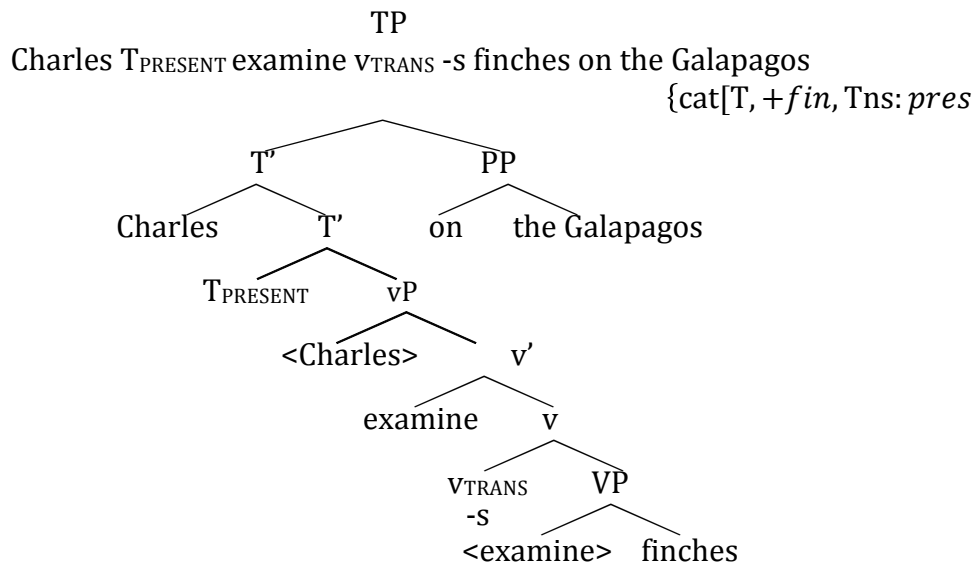 TP
Charles TPRESENT examine vTRANS -s finches on the Galapagos
{cat[T, +fin, Tns: pres
T’ PP
Charles T’ on the Galapagos
TPRESENT vP
<Charles> v’
examine v
vTRANS VP
-s
<examine> finches